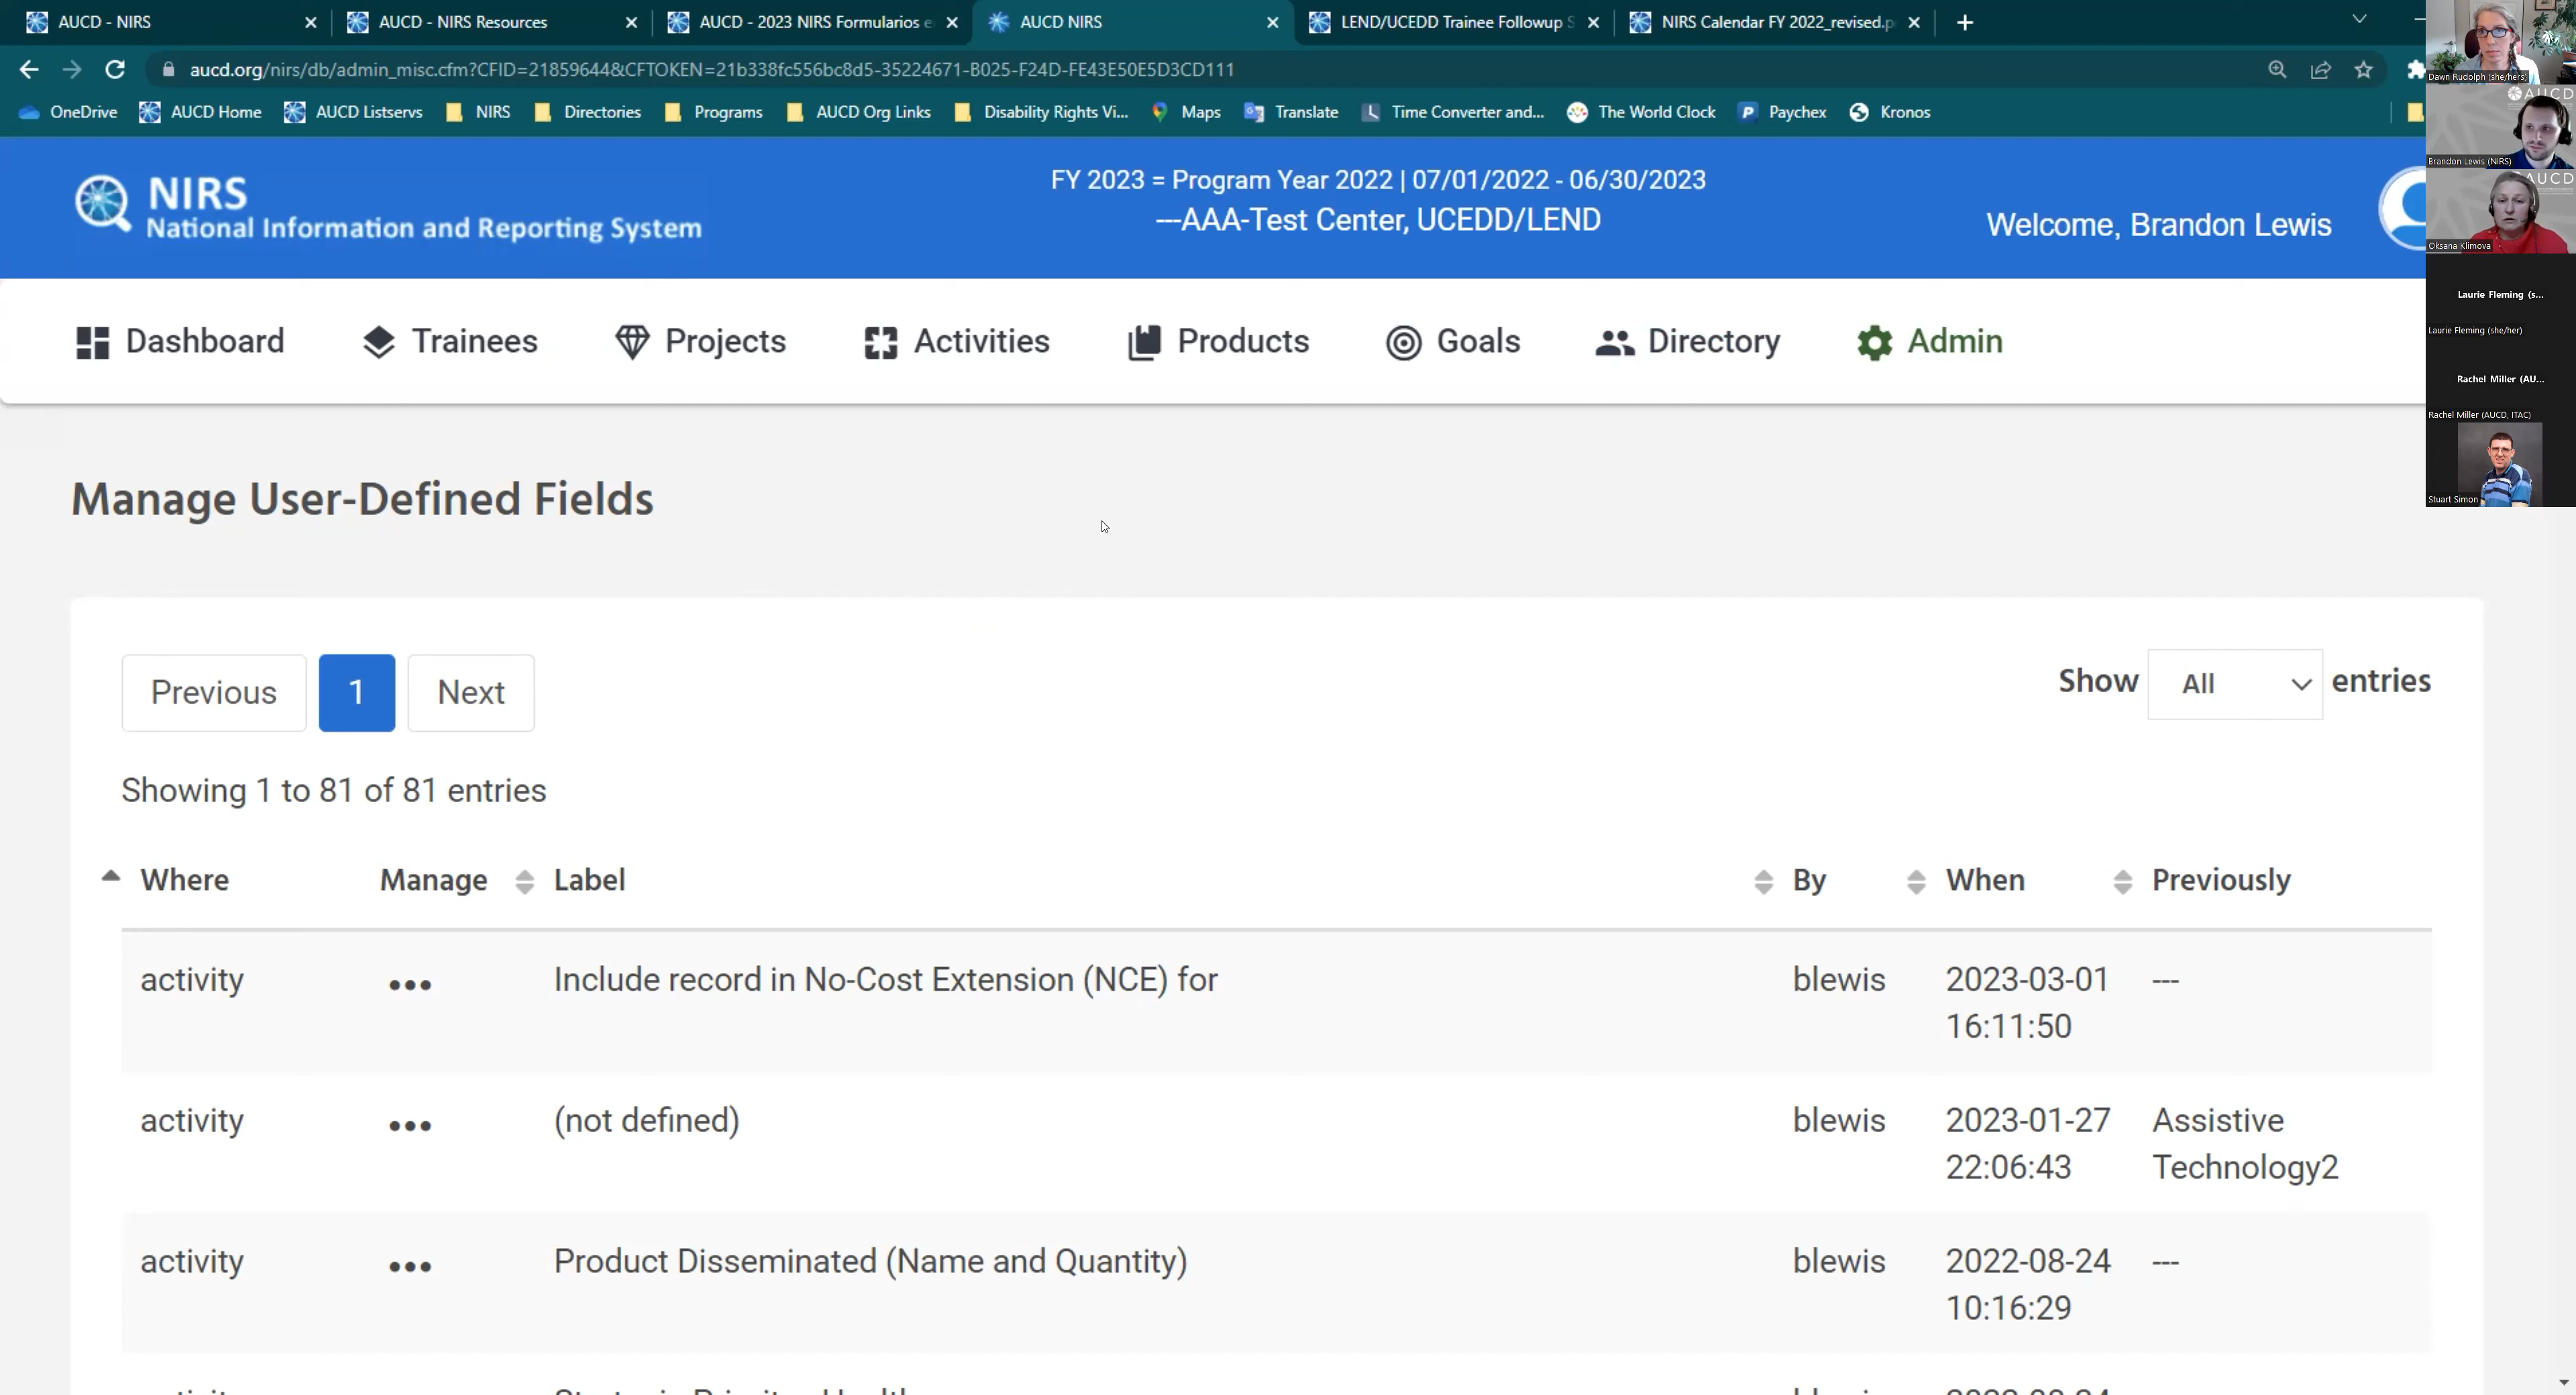 AUCD - NIRS
AUCD - NIRS Resources
AUCD - 2023 NIRS Formularios e
AUCD NIRS
LEND/UCEDD Trainee Followup S
NIRS Calendar FY 2022_revised.p
aucd.org/nirs/db/admin_misc.cfm?CFID=21859644&CFTOKEN=21b338fc556bc8d5-35224671-B025-F24D-FE43E50E5D3CD111
OneDrive
AUCD Home
AUCD Listservs
NIRS
Directories
Programs
AUCD Org Links
Disability Rights Vi...
Maps
Translate
Time Converter and...
The World Clock
Paychex
Kronos
NIRS
National Information and Reporting System
FY 2023 = Program Year 2022 | 07/01/2022 - 06/30/2023
---AAA-Test Center, UCEDD/LEND
Welcome, Brandon Lewis
Dawn Rudolph (she/hers)
AUCD
Brandon Lewis (NIRS)
AUCD
Oksana Klimova
Laurie Fleming (s...
Laurie Fleming (she/her)
Rachel Miller (AU...
Rachel Miller (AUCD, ITAC)
Stuart Simon
Dashboard
Trainees
Projects
Activities
Products
Goals
Directory
Admin
Manage User-Defined Fields
Previous
1
Next
Show All entries
Showing 1 to 81 of 81 entries
Where Manage Label By When Previously
activity ••• Include record in No-Cost Extension (NCE) for blewis 2023-03-01 ---
16:11:50
activity ••• (not defined) blewis 2023-01-27 Assistive
22:06:43 Technology2
activity ••• Product Disseminated (Name and Quantity) blewis 2022-08-24 ---
10:16:29